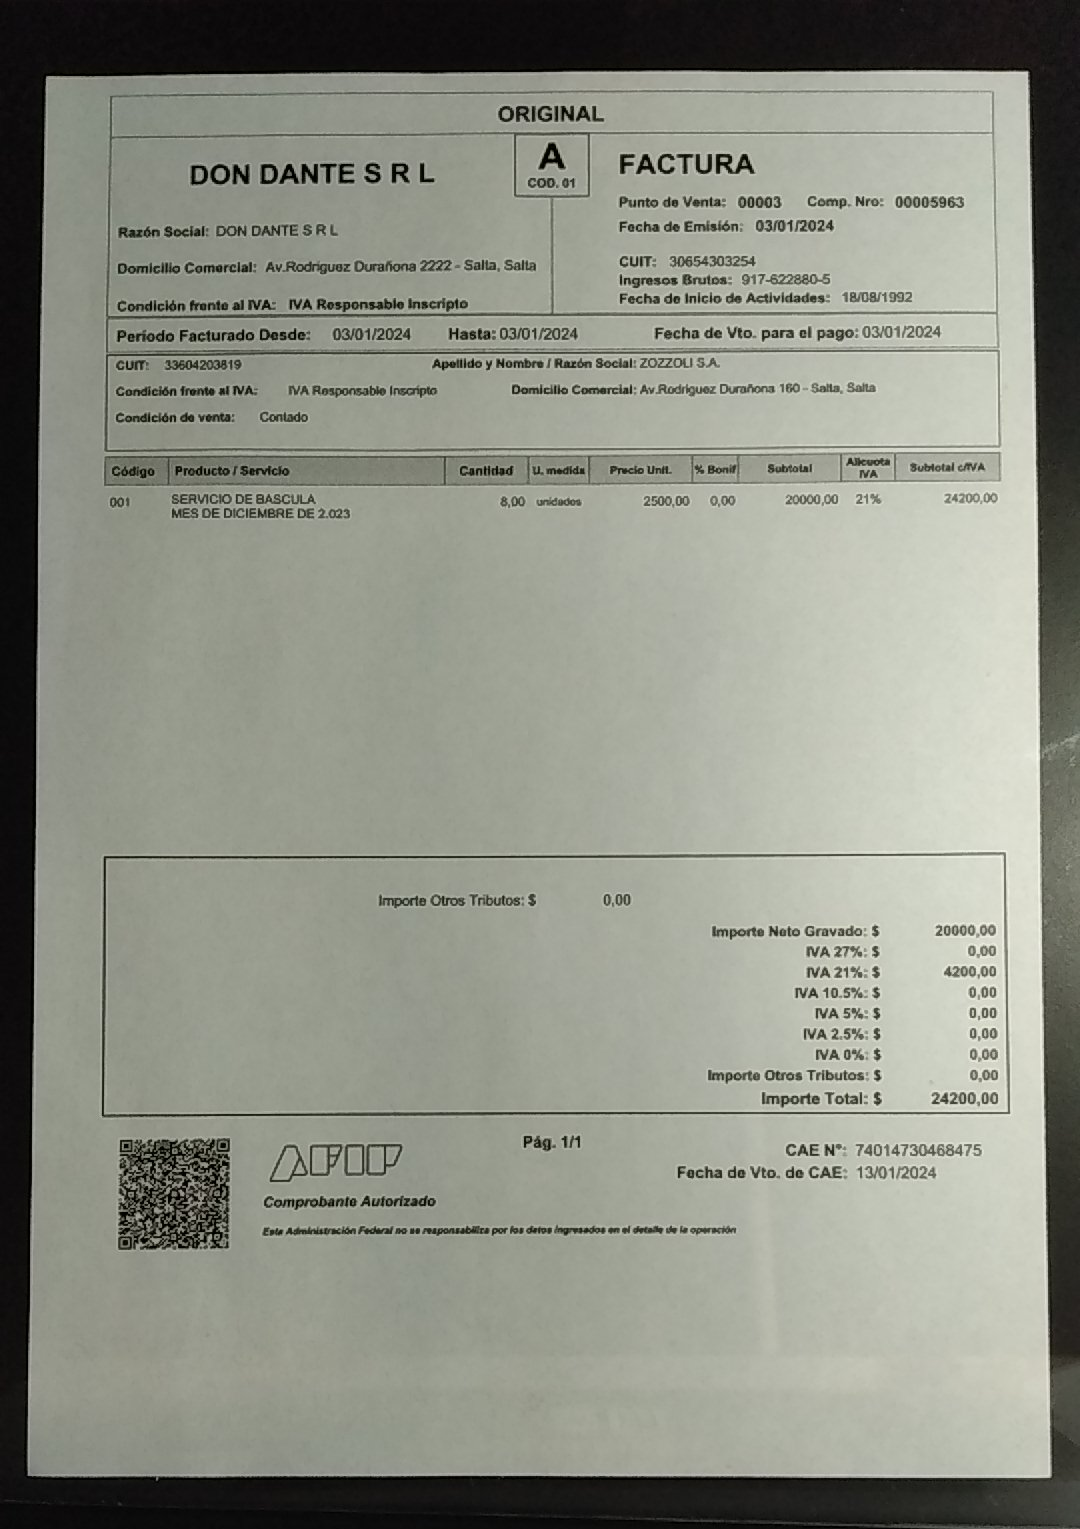 ORIGINAL
DON DANTE S R L
A
COD. 01
FACTURA
Punto de Venta: 00003 Comp. Nro: 00005963
Fecha de Emisión: 03/01/2024
Razón Social: DON DANTE S R L
Domicilio Comercial: Av.Rodriguez Durañona 2222 - Salta, Salta
Condición frente al IVA: IVA Responsable Inscripto
CUIT: 30654303254
Ingresos Brutos: 917-622880-5
Fecha de Inicio de Actividades: 18/08/1992
Período Facturado Desde: 03/01/2024 Hasta: 03/01/2024 Fecha de Vto. para el pago: 03/01/2024
CUIT: 33604203819 Apellido y Nombre / Razón Social: ZOZZOLI S.A.
Condición frente al IVA: IVA Responsable Inscripto Domicilio Comercial: Av.Rodriguez Durañona 160 - Salta, Salta
Condición de venta: Contado
Código Producto / Servicio Cantidad U. medida Precio Unit. % Bonif Subtotal Alicuota IVA Subtotal c/IVA
001 SERVICIO DE BASCULA 8,00 unidades 2500,00 0,00 20000,00 21% 24200,00
MES DE DICIEMBRE DE 2.023
Importe Otros Tributos: $ 0,00
Importe Neto Gravado: $ 20000,00
IVA 27%: $ 0,00
IVA 21%: $ 4200,00
IVA 10.5%: $ 0,00
IVA 5%: $ 0,00
IVA 2.5%: $ 0,00
IVA 0%: $ 0,00
Importe Otros Tributos: $ 0,00
Importe Total: $ 24200,00
AFIP
Comprobante Autorizado
Esta Administración Federal no se responsabiliza por los datos ingresados en el detalle de la operación
Pág. 1/1
CAE N°: 74014730468475
Fecha de Vto. de CAE: 13/01/2024